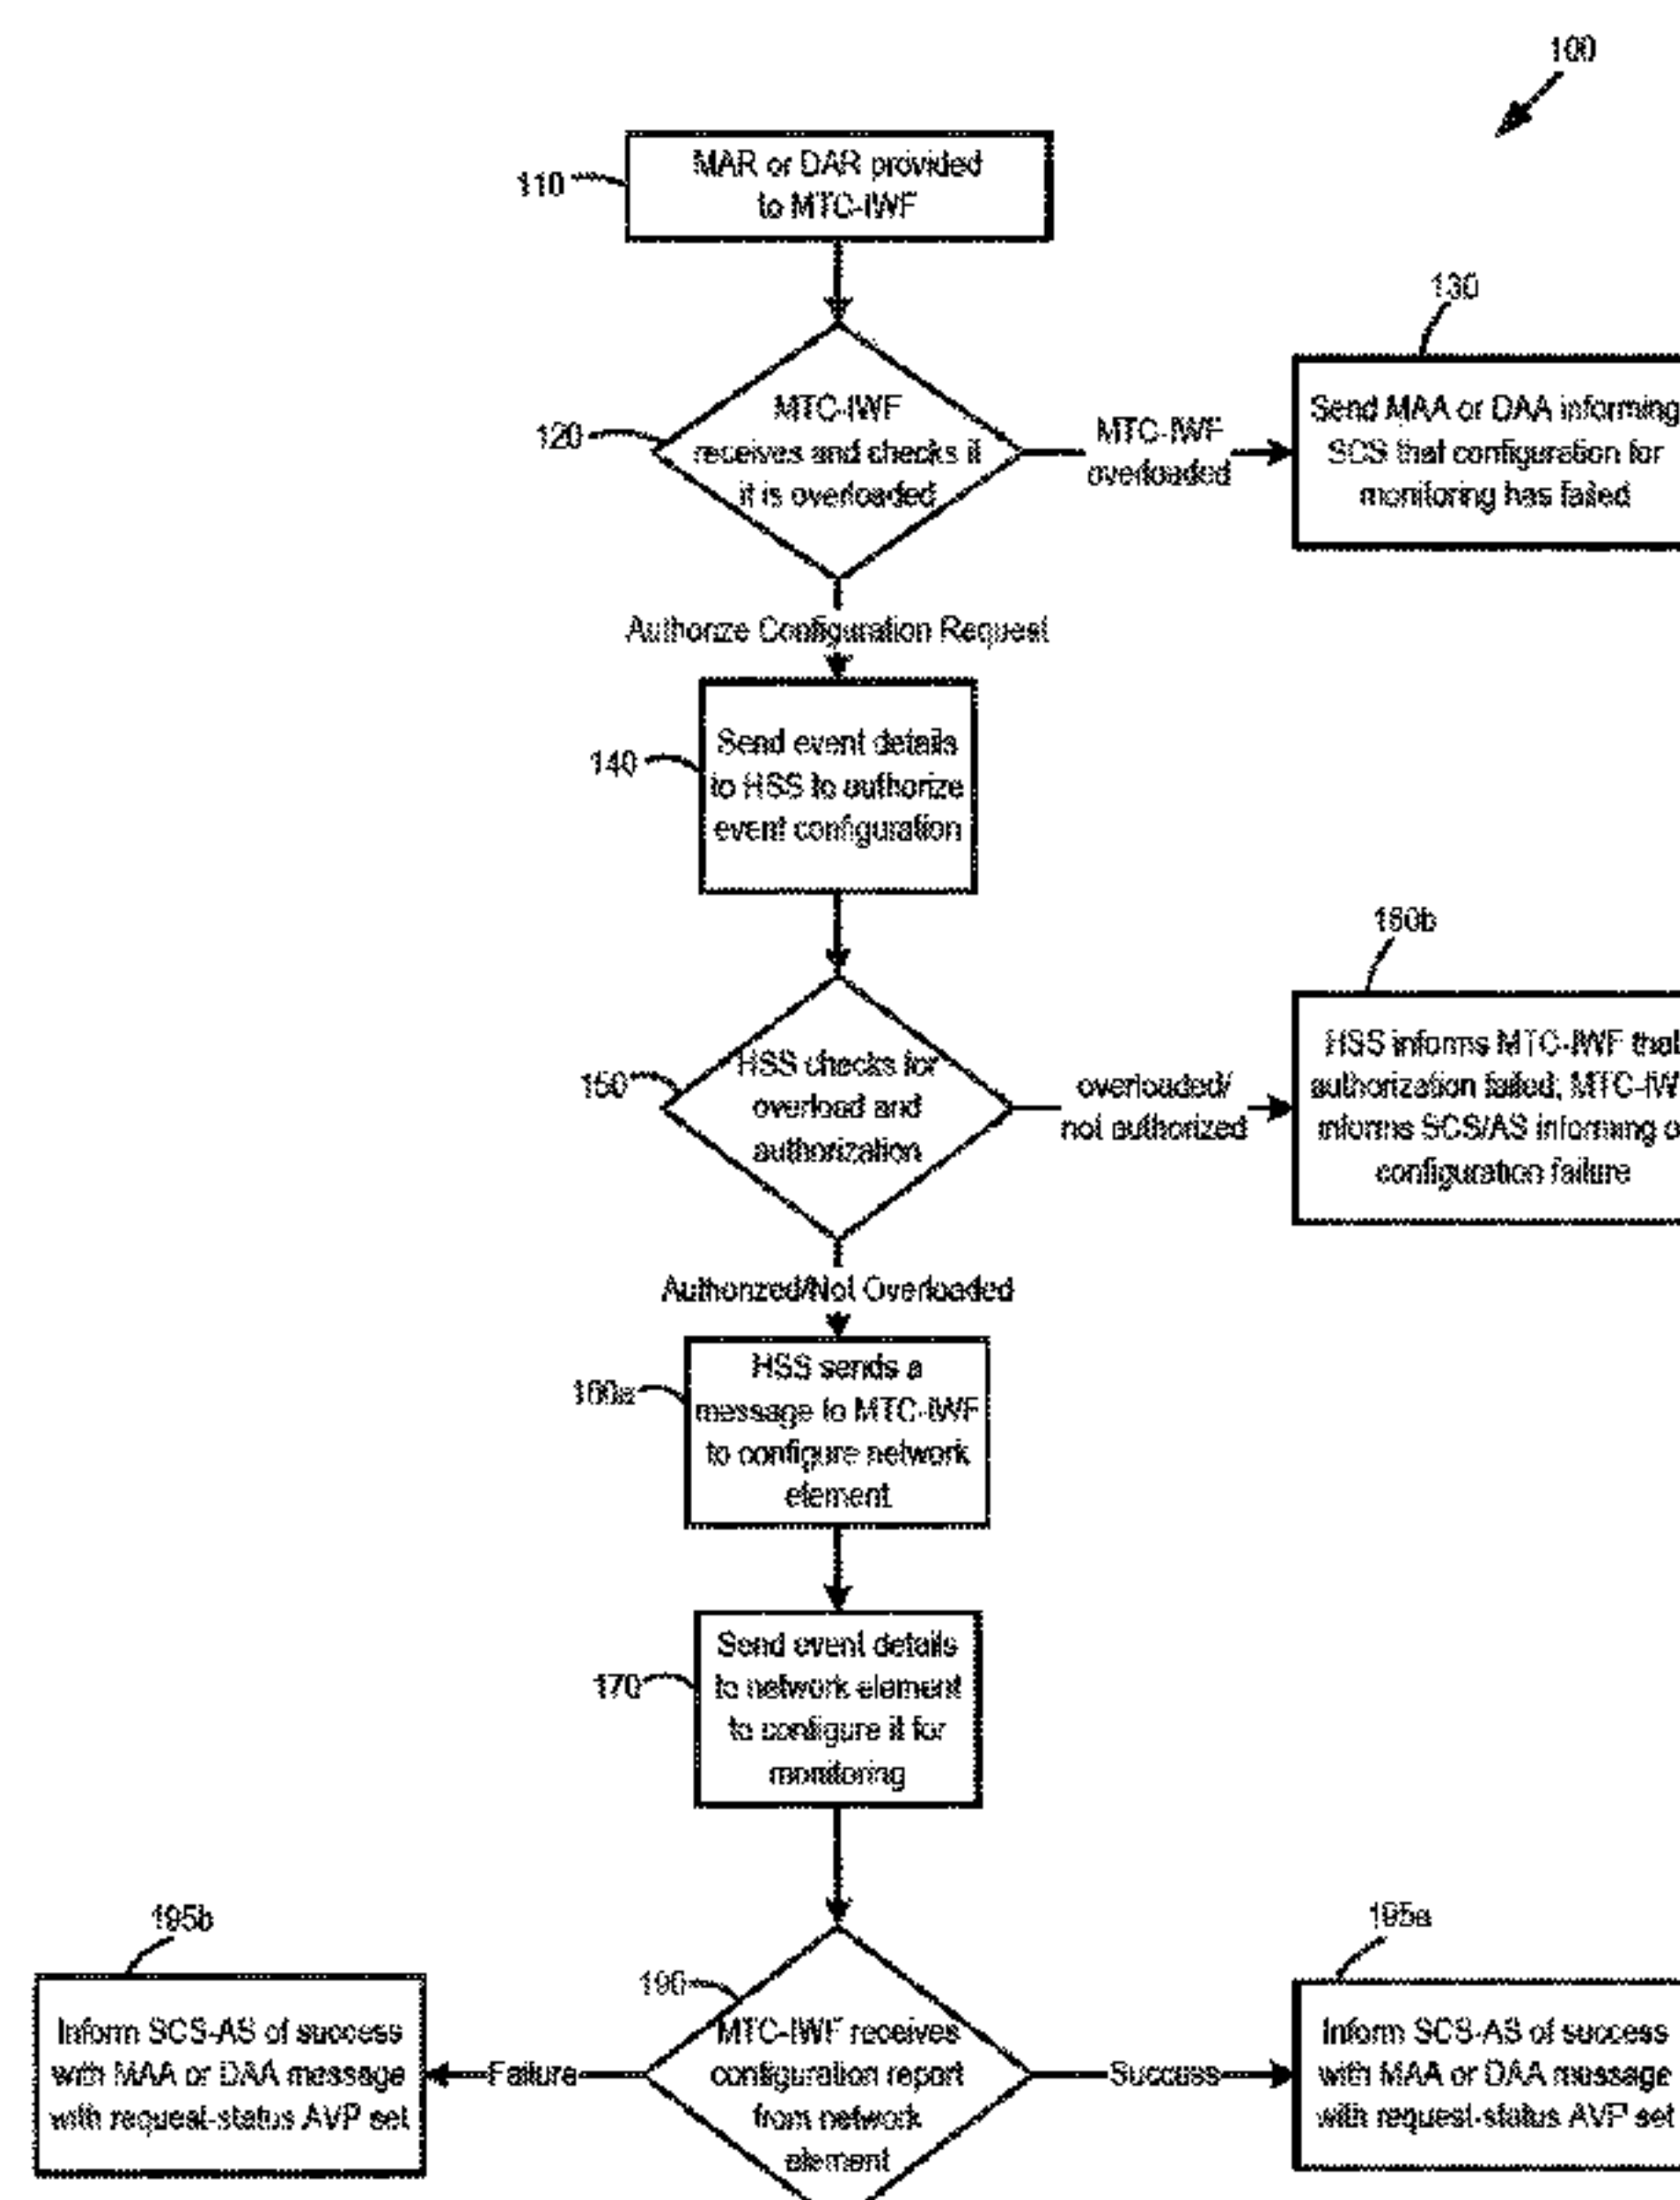 100
110
MAR or DAR provided
to MTC-IWF
130
120
MTC-IWF
receives and checks if
it is overloaded
MTC-IWF
overloaded
Send MAA or DAA informing
SCS that configuration for
monitoring has failed
Authorize Configuration Request
140
Send event details
to HSS to authorize
event configuration
160b
150
HSS checks for
overload and
authorization
overloaded/
not authorized
HSS informs MTC-IWF that
authorization failed; MTC-IW
informs SCS/AS informing o
configuration failure
Authorized/Not Overloaded
160a
HSS sends a
message to MTC-IWF
to configure network
element
170
Send event details
to network element
to configure it for
monitoring
195b
195a
190
Inform SCS-AS of success
with MAA or DAA message
with request-status AVP set
Failure
MTC-IWF receives
configuration report
from network
element
Success
Inform SCS-AS of success
with MAA or DAA message
with request-status AVP set